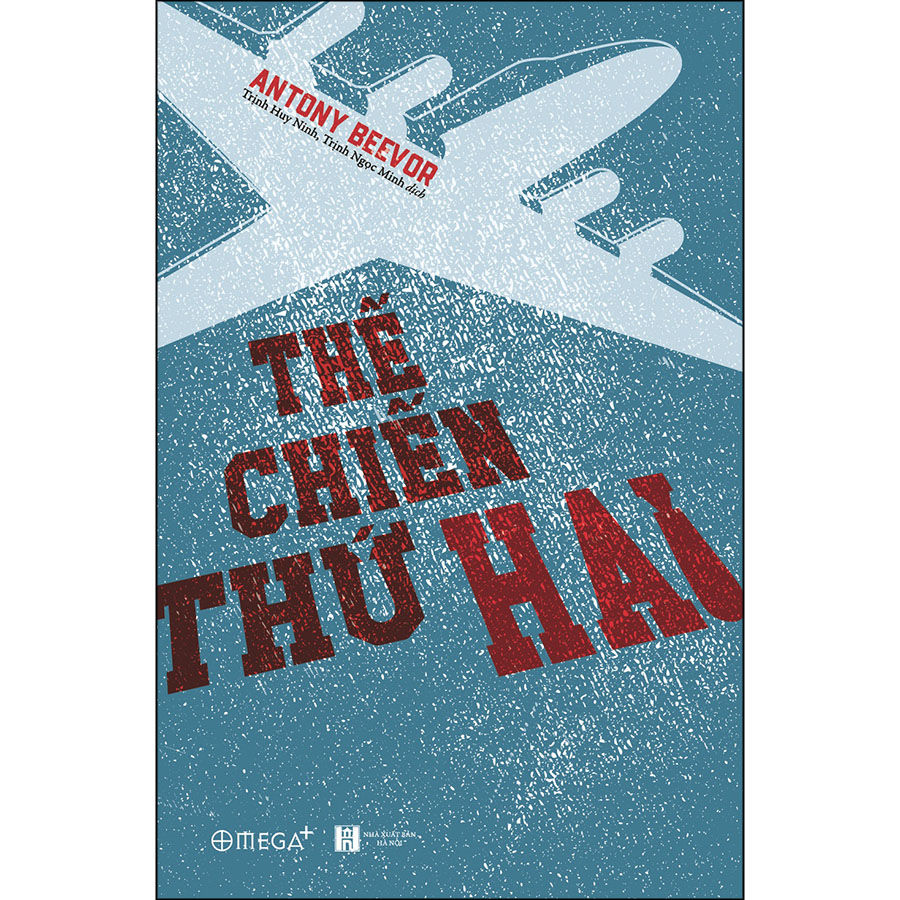 ANTONY BEEVOR
Trịnh Huy Ninh, Trịnh Ngọc Minh dịch
THẾ
CHIẾN
THỨ HAI
OMEGA+
NHÀ XUẤT BẢN
HÀ NỘI